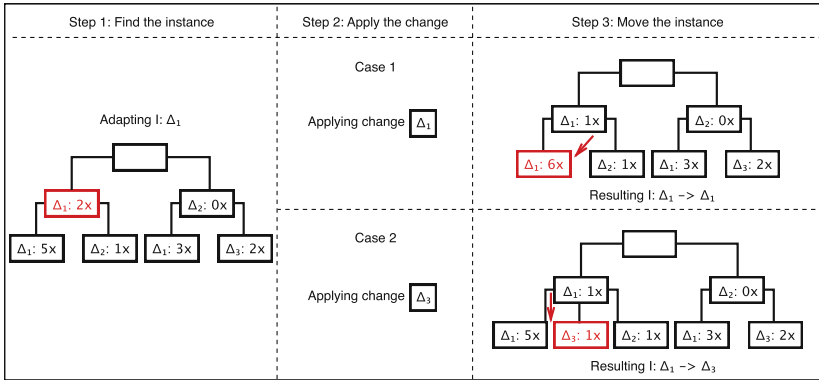 Step 1: Find the instance
Step 2: Apply the change
Step 3: Move the instance
Adapting I: Δ₁
Δ₁: 2x
Δ₂: 0x
Δ₁: 5x
Δ₂: 1x
Δ₁: 3x
Δ₃: 2x
Case 1
Applying change Δ₁
Δ₁: 1x
Δ₂: 0x
Δ₁: 6x
Δ₂: 1x
Δ₁: 3x
Δ₃: 2x
Resulting I: Δ₁ -> Δ₁
Case 2
Applying change Δ₃
Δ₁: 1x
Δ₂: 0x
Δ₁: 5x
Δ₃: 1x
Δ₂: 1x
Δ₁: 3x
Δ₃: 2x
Resulting I: Δ₁ -> Δ₃